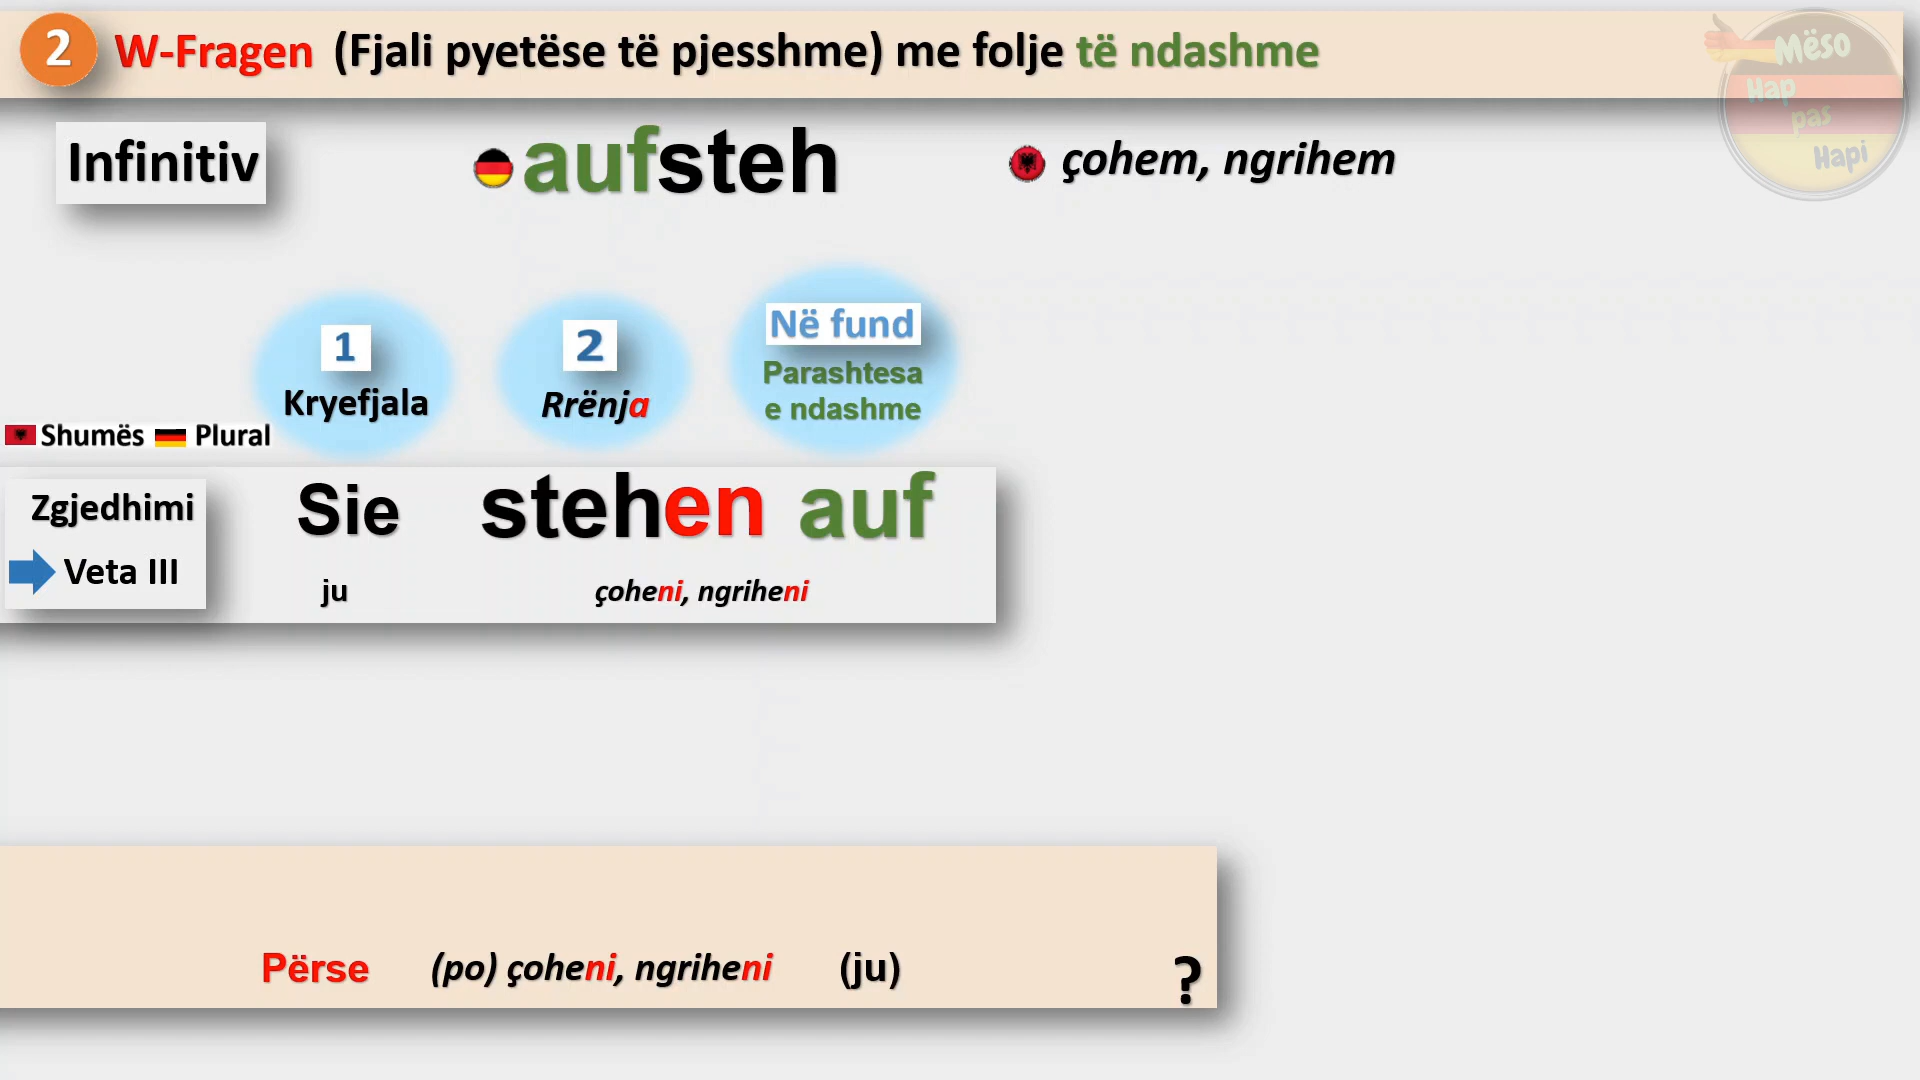 2 W-Fragen (Fjali pyetëse të pjesshme) me folje të ndashme
Mëso
Hap
pas
Hapi
Infinitiv aufsteh çohem, ngrihem
1 2 Në fund
Kryefjala Rrënja Parashtesa
e ndashme
Shumës Plural
Zgjedhimi Sie stehen auf
Veta III ju çoheni, ngriheni
Përse (po) çoheni, ngriheni (ju) ?